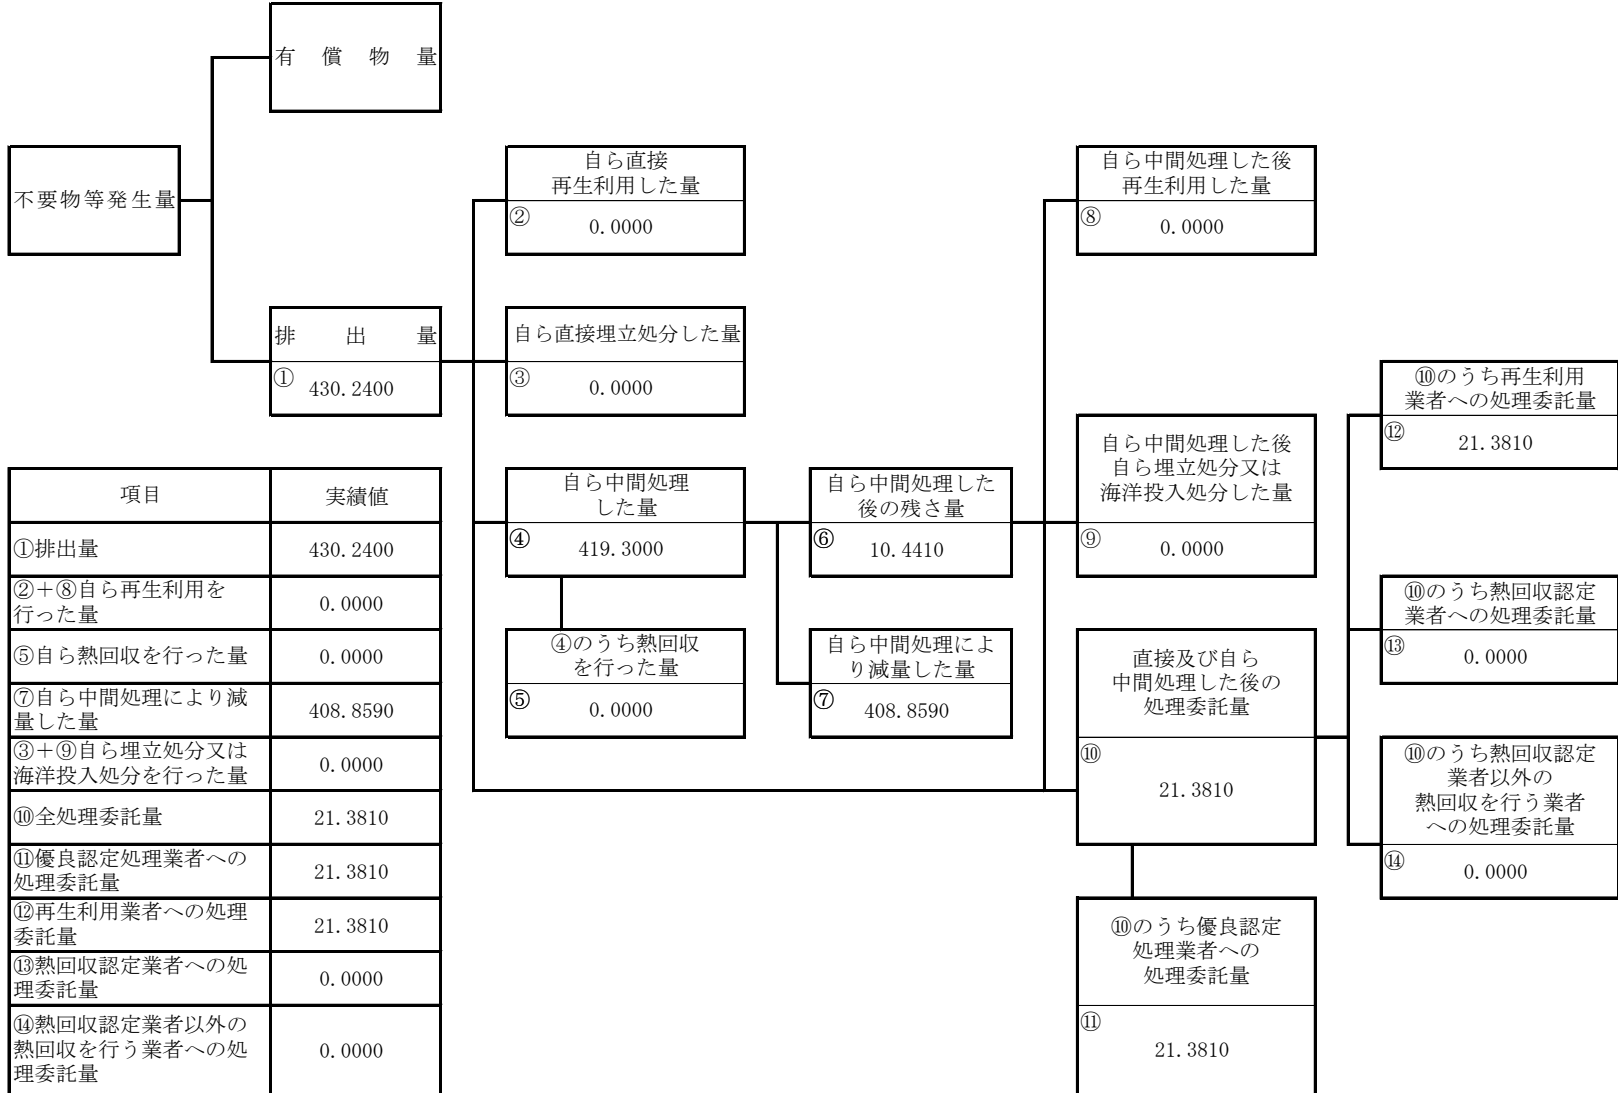 有償物量
不要物等発生量
自ら直接
再生利用した量
②
0.0000
自ら中間処理した後
再生利用した量
⑧
0.0000
排出量
①
430.2400
自ら直接埋立処分した量
③
0.0000
自ら中間処理
した量
④
419.3000
自ら中間処理した
後の残さ量
⑥
10.4410
自ら中間処理した後
自ら埋立処分又は
海洋投入処分した量
⑨
0.0000
⑩のうち再生利用
業者への処理委託量
⑫
21.3810
④のうち熱回収
を行った量
⑤
0.0000
自ら中間処理によ
り減量した量
⑦
408.8590
直接及び自ら
中間処理した後の
処理委託量
⑩
21.3810
⑩のうち熱回収認定
業者への処理委託量
⑬
0.0000
⑩のうち熱回収認定
業者以外の
熱回収を行う業者
への処理委託量
⑭
0.0000
⑩のうち優良認定
処理業者への
処理委託量
⑪
21.3810
項目 実績値
①排出量 430.2400
②+⑧自ら再生利用を
行った量
0.0000
⑤自ら熱回収を行った量 0.0000
⑦自ら中間処理により減
量した量
408.8590
③+⑨自ら埋立処分又は
海洋投入処分を行った量
0.0000
⑩全処理委託量 21.3810
⑪優良認定処理業者への
処理委託量
21.3810
⑫再生利用業者への処理
委託量
21.3810
⑬熱回収認定業者への処
理委託量
0.0000
⑭熱回収認定業者以外の
熱回収を行う業者への処
理委託量
0.0000